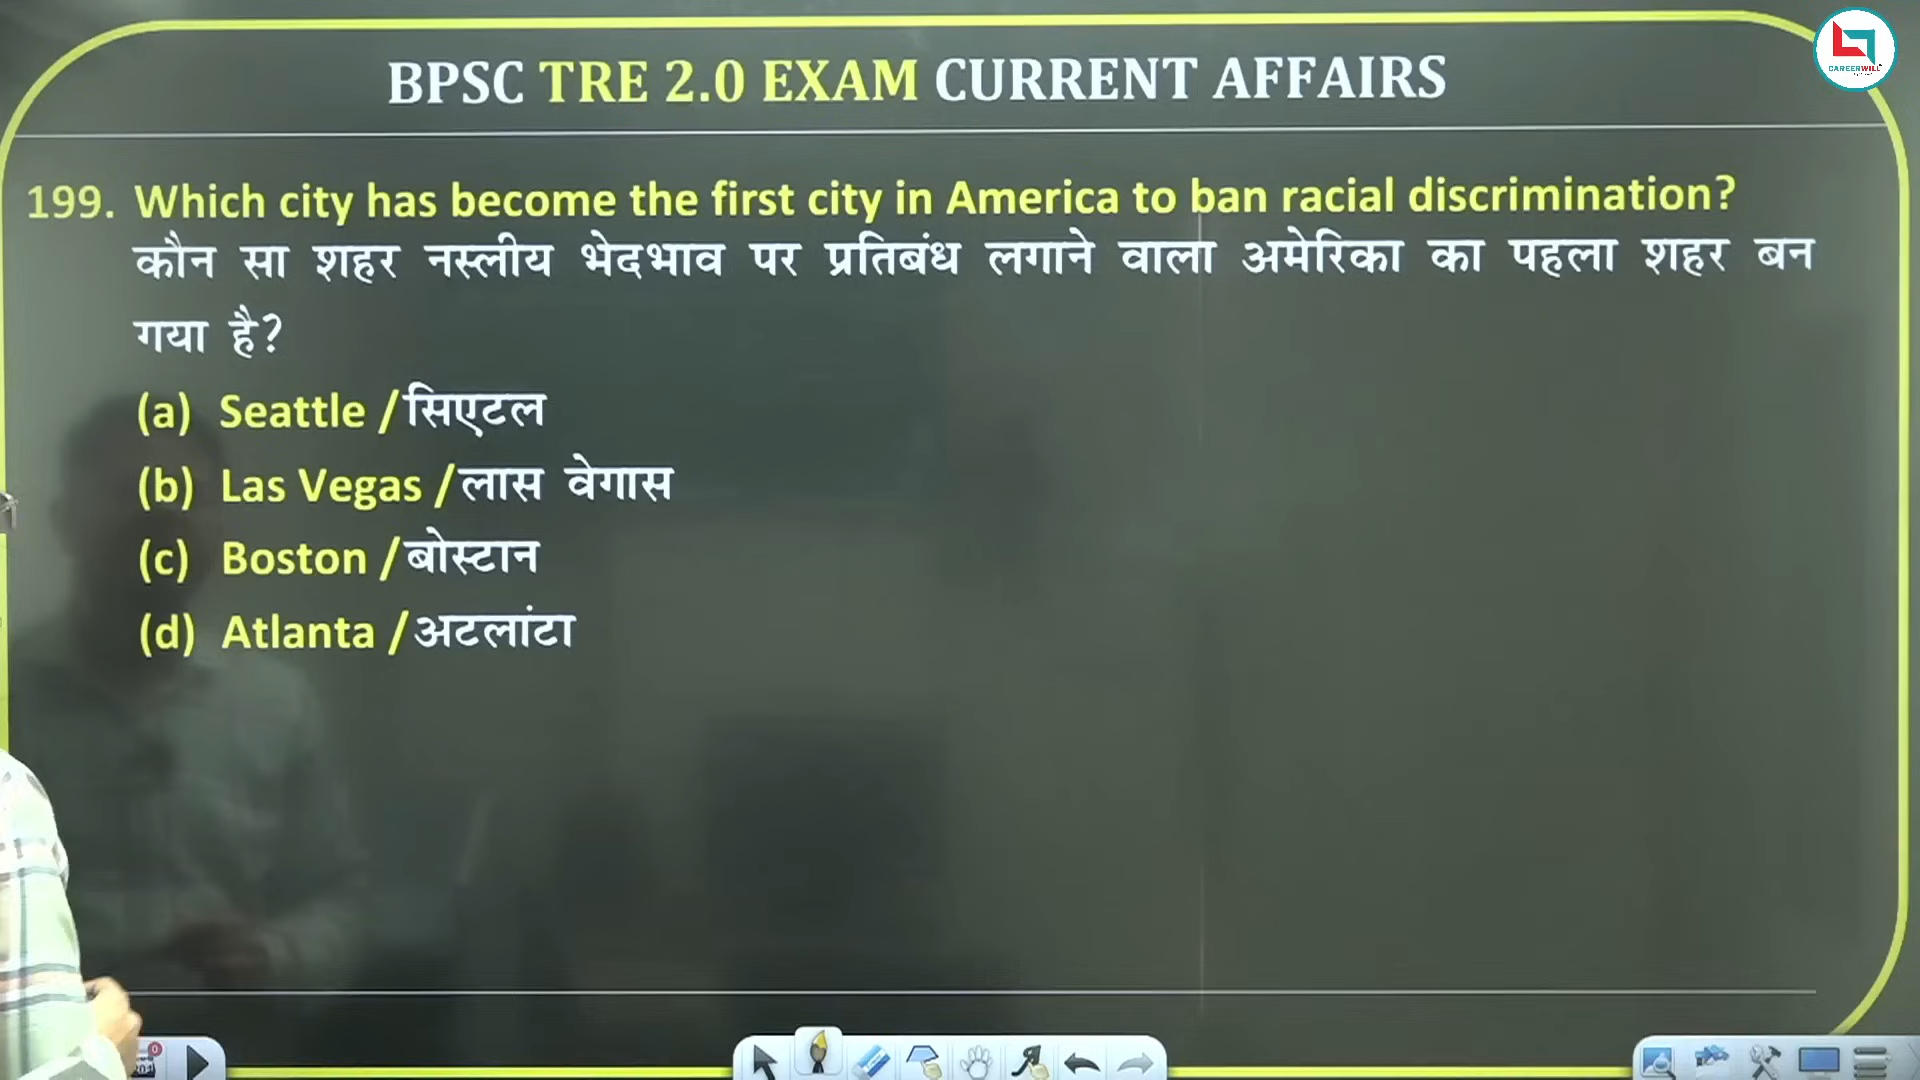 BPSC TRE 2.0 EXAM CURRENT AFFAIRS
CAREERWILL
199. Which city has become the first city in America to ban racial discrimination?
कौन सा शहर नस्लीय भेदभाव पर प्रतिबंध लगाने वाला अमेरिका का पहला शहर बन
गया है?
(a) Seattle /सिएटल
(b) Las Vegas /लास वेगास
(c) Boston /बोस्टान
(d) Atlanta /अटलांटा